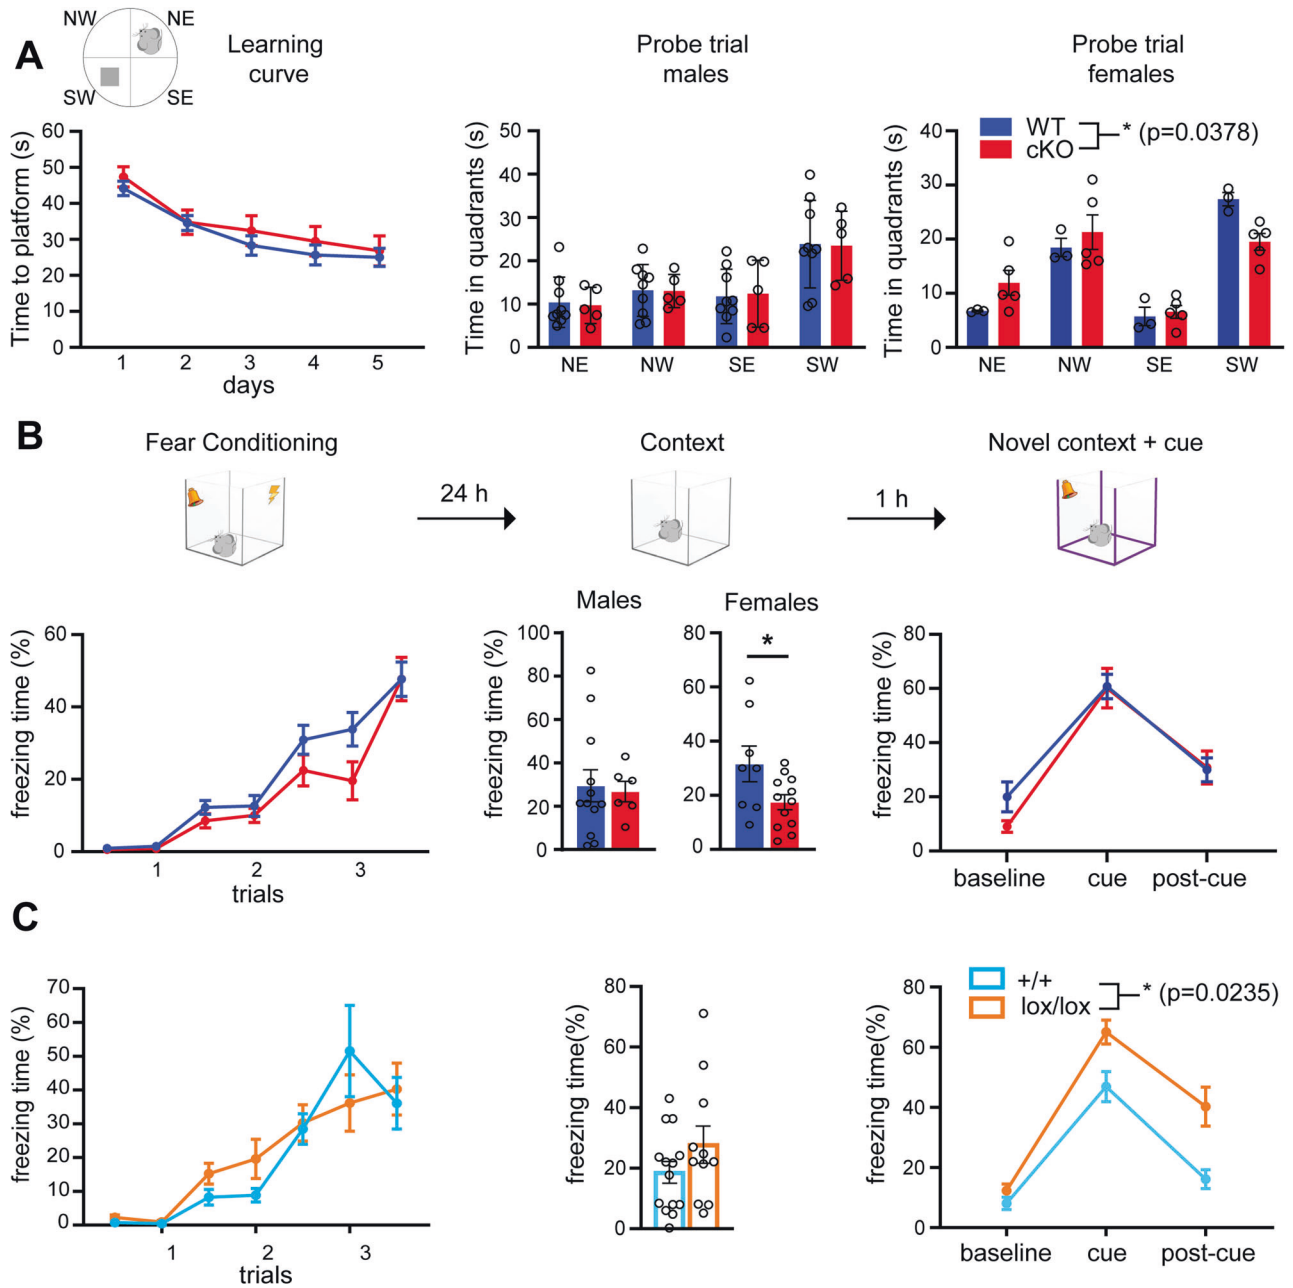 A
NW NE
SW SE
Learning
curve
Time to platform (s)
60
50
40
30
20
10
0
1 2 3 4 5
days
Probe trial
males
Time in quadrants (s)
50
40
30
20
10
0
NE NW SE SW
Probe trial
females
WT
cKO
* (p=0.0378)
Time in quadrants (s)
40
30
20
10
0
NE NW SE SW
B
Fear Conditioning
24 h
Context
1 h
Novel context + cue
freezing time (%)
60
40
20
0
1 2 3
trials
Males
freezing time (%)
100
80
60
40
20
0
Females
80
60
40
20
0
*
freezing time (%)
80
60
40
20
0
baseline cue post-cue
C
freezing time (%)
70
60
50
40
30
20
10
0
1 2 3
trials
freezing time(%)
80
60
40
20
0
+/+
lox/lox
* (p=0.0235)
freezing time(%)
80
60
40
20
0
baseline cue post-cue